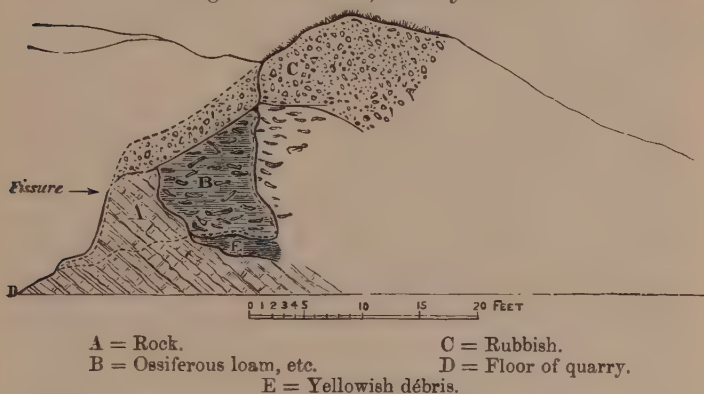 C
B
Fissure
A
E
D
0 1 2 3 4 5 10 15 20 FEET
A = Rock.
C = Rubbish.
B = Ossiferous loam, etc.
D = Floor of quarry.
E = Yellowish débris.